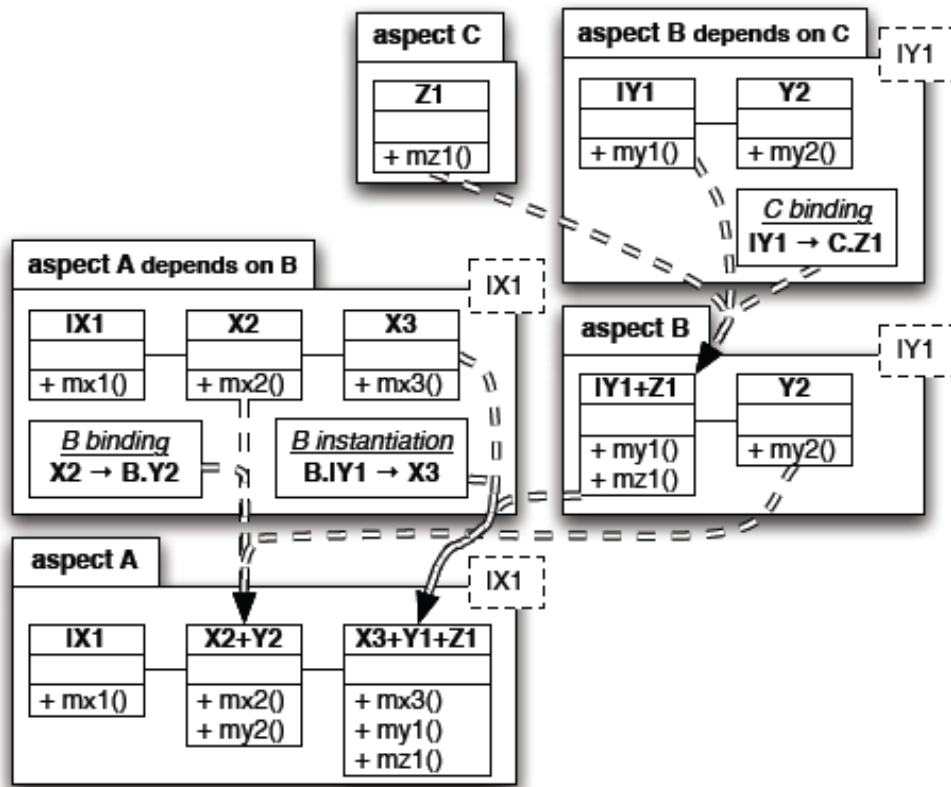 aspect C
Z1
+ mz1()
aspect B depends on C
IY1
IY1
+ my1()
Y2
+ my2()
C binding
IY1 → C.Z1
aspect A depends on B
IX1
IX1
+ mx1()
X2
+ mx2()
X3
+ mx3()
B binding
X2 → B.Y2
B instantiation
B.IY1 → X3
aspect B
IY1
IY1+Z1
+ my1()
+ mz1()
Y2
+ my2()
aspect A
IX1
IX1
+ mx1()
X2+Y2
+ mx2()
+ my2()
X3+Y1+Z1
+ mx3()
+ my1()
+ mz1()